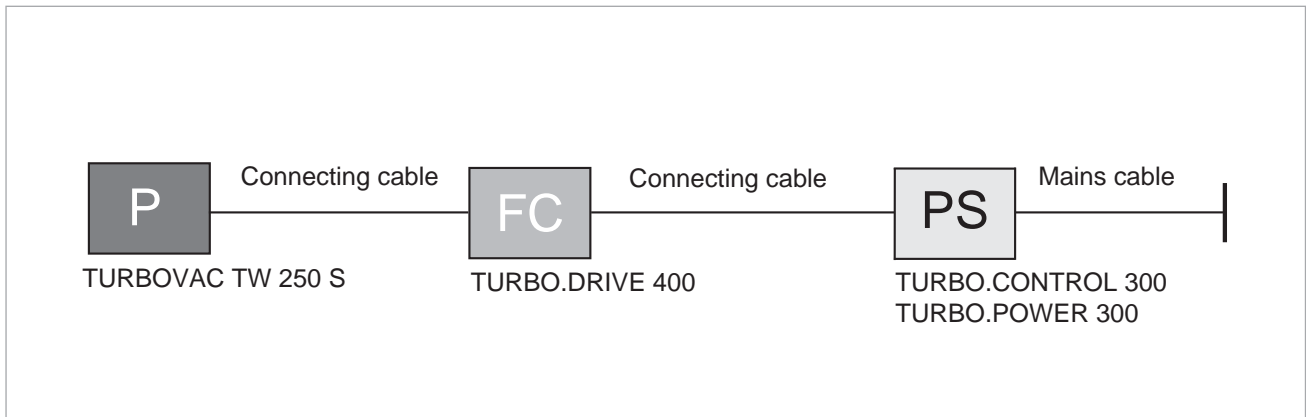 Connecting cable
Connecting cable
Mains cable
P
FC
PS
TURBOVAC TW 250 S
TURBO.DRIVE 400
TURBO.CONTROL 300
TURBO.POWER 300